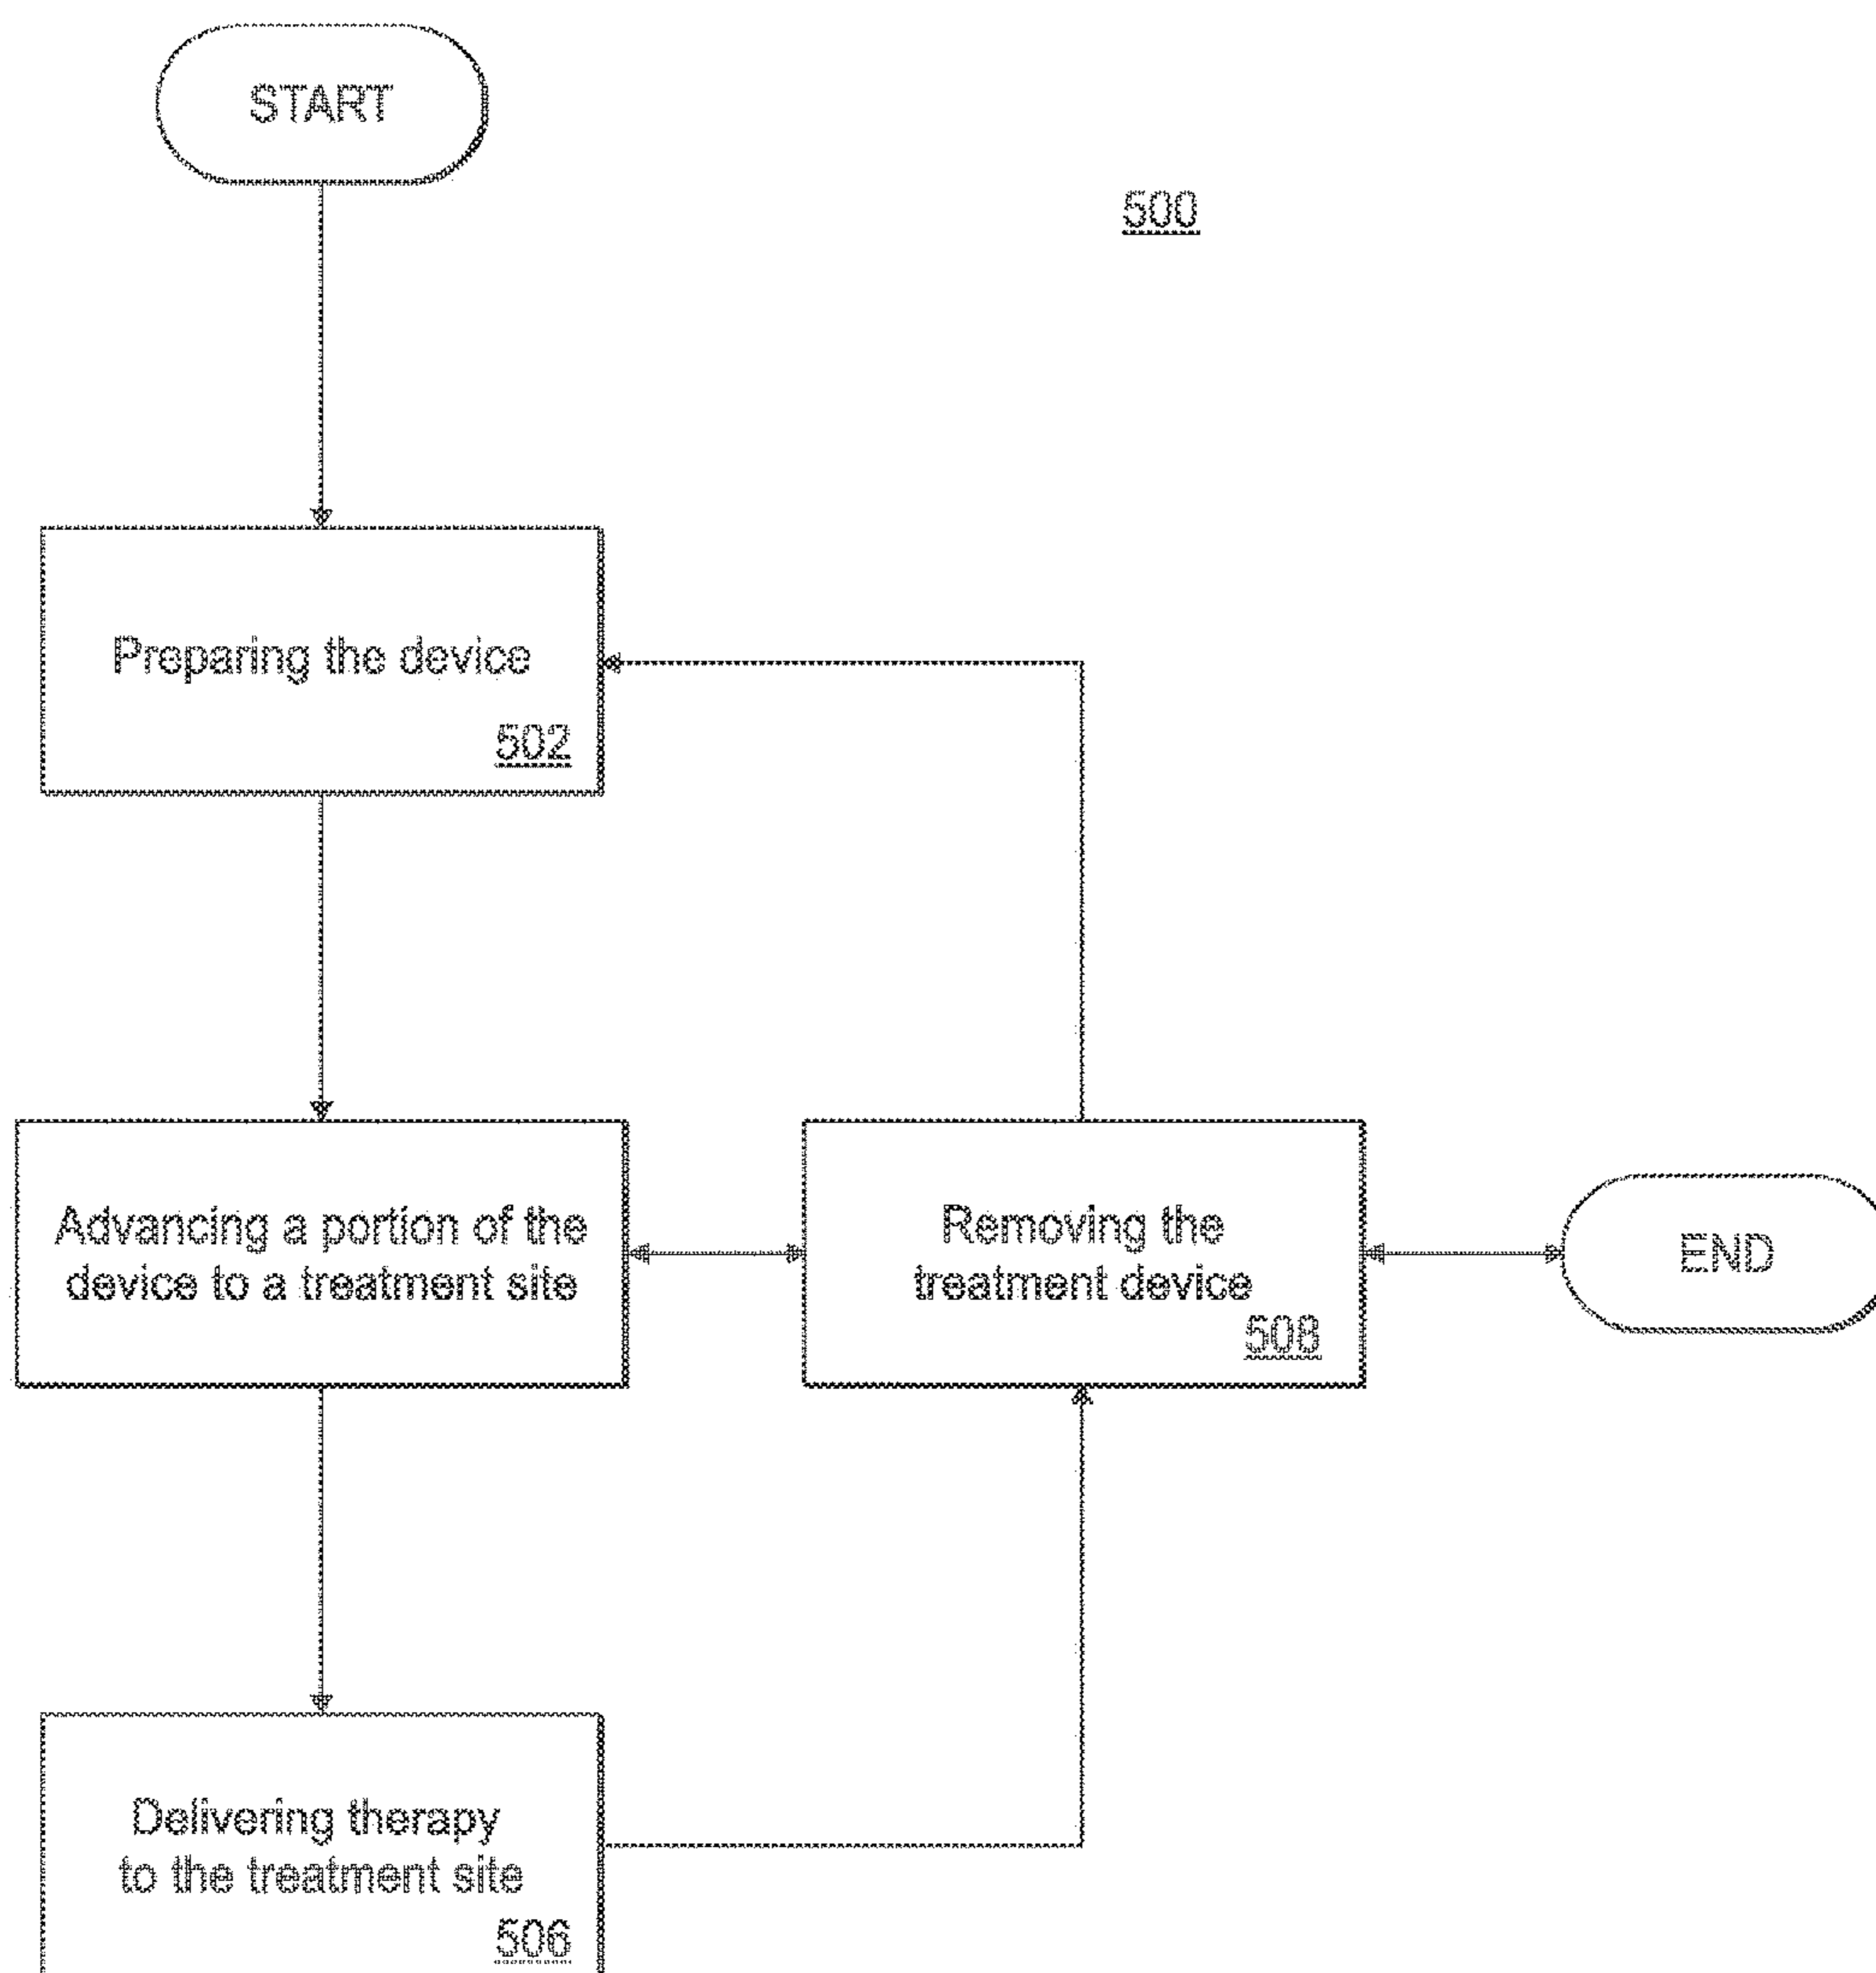 START
500
Preparing the device
502
Advancing a portion of the
device to a treatment site
Removing the
treatment device
508
END
Delivering therapy
to the treatment site
506